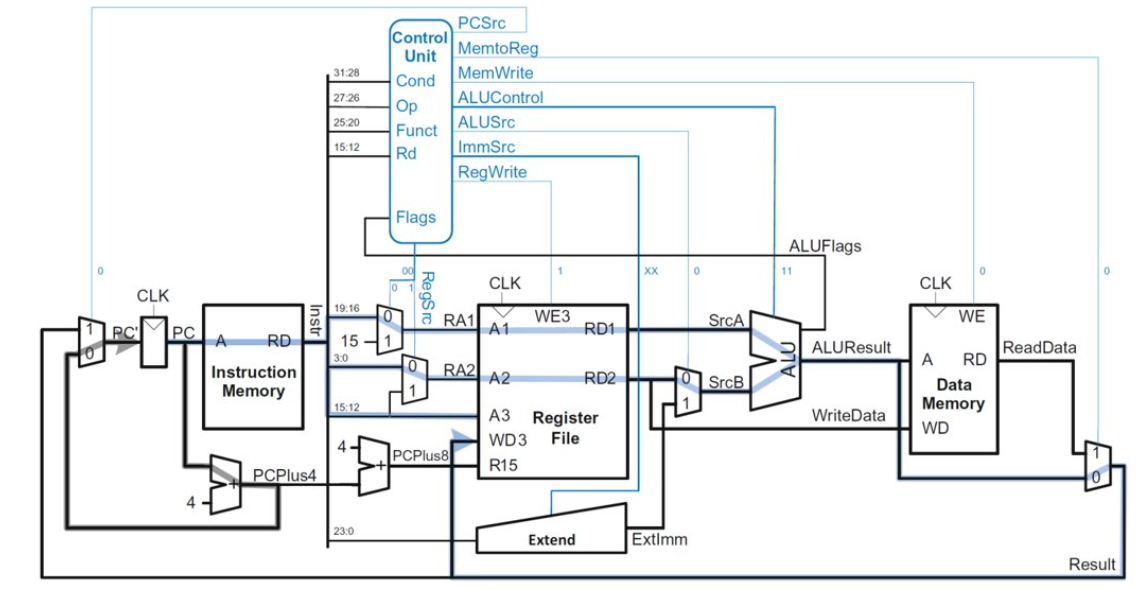 PCSrc
Control
Unit
MemtoReg
MemWrite
31:28
Cond
ALUControl
27:26
Op
ALUSrc
25:20
Funct
ImmSrc
15:12
Rd
RegWrite
Flags
ALUFlags
0
00
1
XX
0
11
0
0
0 1
RegSrc
CLK
CLK
CLK
Instr
19:16
0
RA1
A1
WE3
RD1
SrcA
WE
1
PC'
PC
A
RD
15
1
ALU
ALUResult
A
RD
ReadData
0
Instruction
Memory
3:0
0
RA2
A2
RD2
0
SrcB
Data
Memory
1
1
15:12
A3
Register
File
WriteData
WD
WD3
4
+
PCPlus8
R15
1
0
PCPlus4
+
4
23:0
Extend
ExtImm
Result